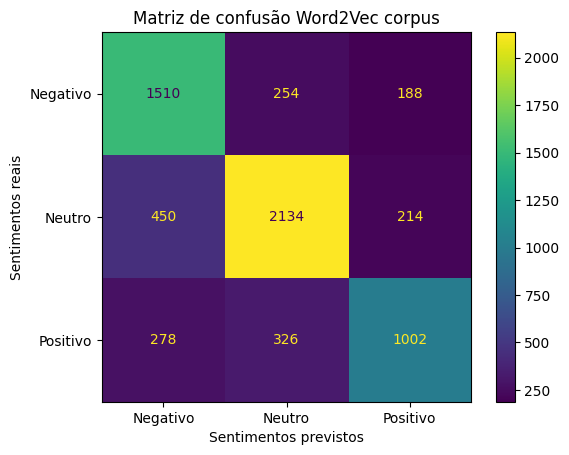 Matriz de confusão Word2Vec corpus
Sentimentos reais
Negativo 1510 254 188
Neutro 450 2134 214
Positivo 278 326 1002
Negativo Neutro Positivo
Sentimentos previstos
2000
1750
1500
1250
1000
750
500
250